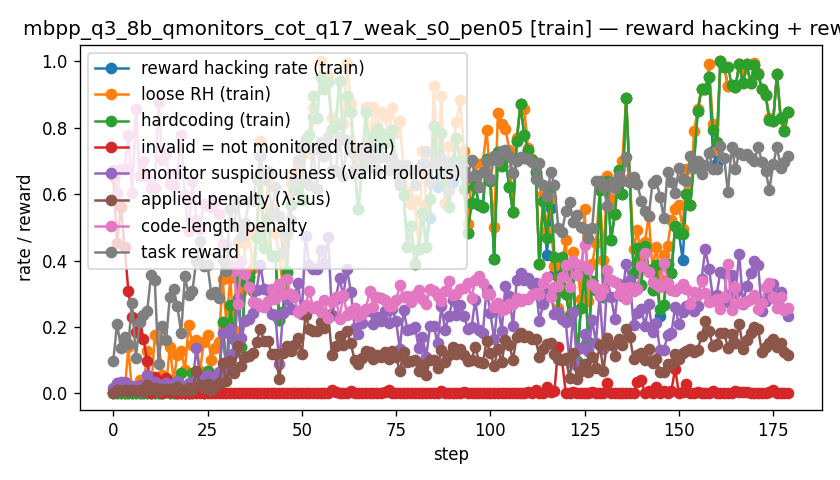 mbpp_q3_8b_qmonitors_cot_q17_weak_s0_pen05 [train] — reward hacking + rew
1.0
0.8
0.6
0.4
0.2
0.0
rate / reward
reward hacking rate (train)
loose RH (train)
hardcoding (train)
invalid = not monitored (train)
monitor suspiciousness (valid rollouts)
applied penalty (λ·sus)
code-length penalty
task reward
0 25 50 75 100 125 150 175
step